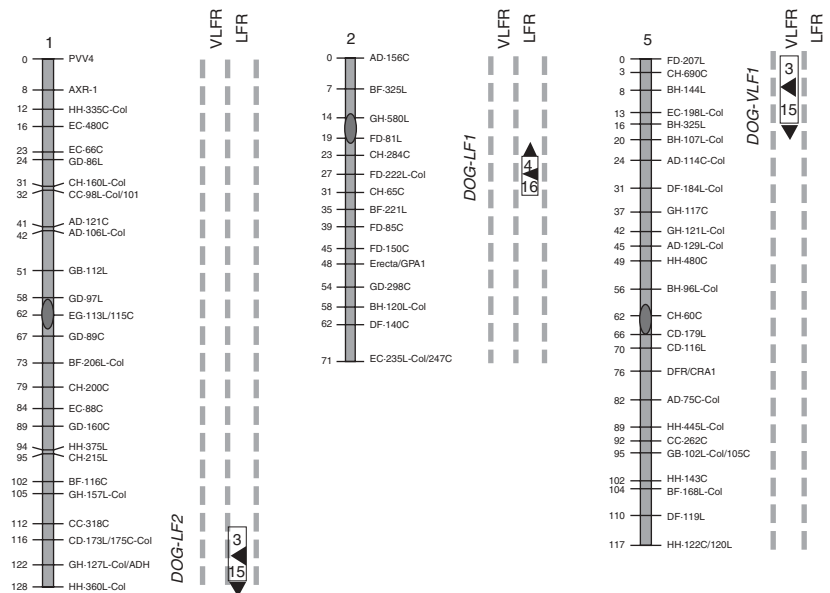 1
VLFR
LFR
0 PVV4
8 AXR-1
12 HH-335C-Col
16 EC-480C
23 EC-66C
24 GD-86L
31 CH-160L-Col
32 CC-98L-Col/101
41 AD-121C
42 AD-106L-Col
51 GB-112L
58 GD-97L
62 EG-113L/115C
67 GD-89C
73 BF-206L-Col
79 CH-200C
84 EC-88C
89 GD-160C
94 HH-375L
95 CH-215L
102 BF-116C
105 GH-157L-Col
112 CC-318C
116 CD-173L/175C-Col
122 GH-127L-Col/ADH
128 HH-360L-Col
DOG-LF2
3
15
2
VLFR
LFR
0 AD-156C
7 BF-325L
14 GH-580L
19 FD-81L
23 CH-284C
27 FD-222L-Col
31 CH-65C
35 BF-221L
39 FD-85C
45 FD-150C
48 Erecta/GPA1
54 GD-298C
58 BH-120L-Col
62 DF-140C
71 EC-235L-Col/247C
DOG-LF1
4
16
5
VLFR
LFR
0 FD-207L
3 CH-690C
8 BH-144L
13 EC-198L-Col
16 BH-325L
20 BH-107L-Col
24 AD-114C-Col
31 DF-184L-Col
37 GH-117C
42 GH-121L-Col
45 AD-129L-Col
49 HH-480C
56 BH-96L-Col
62 CH-60C
66 CD-179L
70 CD-116L
76 DFR/CRA1
82 AD-75C-Col
89 HH-445L-Col
92 CC-262C
95 GB-102L-Col/105C
102 HH-143C
104 BF-168L-Col
110 DF-119L
117 HH-122C/120L
DOG-VLF1
3
15